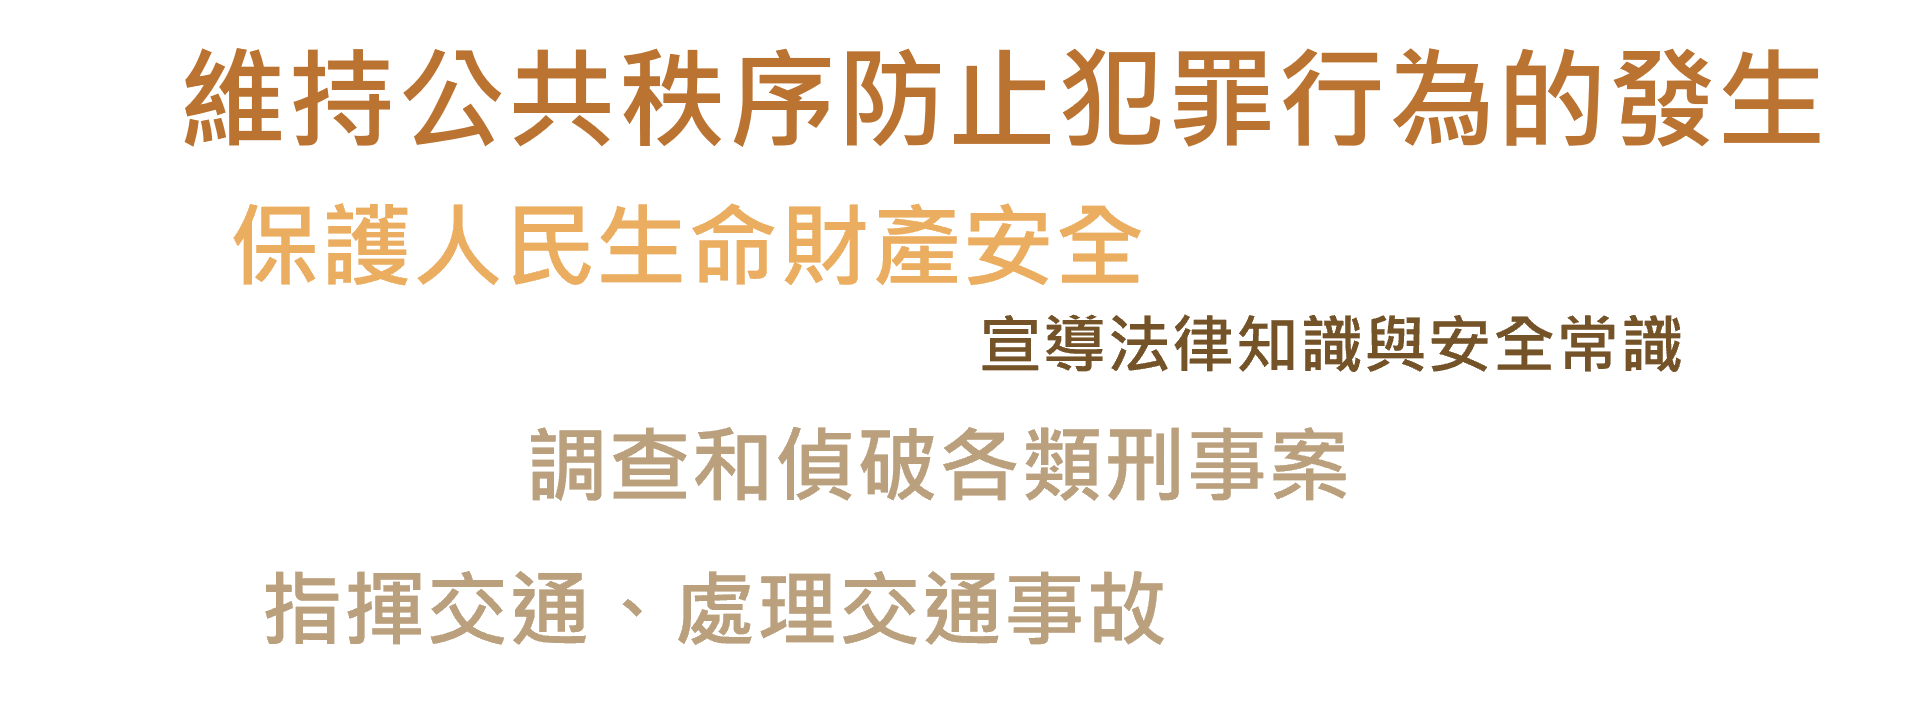 維持公共秩序防止犯罪行為的發生
保護人民生命財產安全
宣導法律知識與安全常識
調查和偵破各類刑事案
指揮交通、處理交通事故